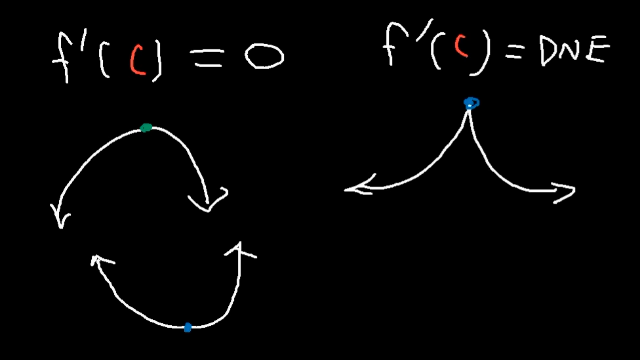 f'(c) = 0
f'(c) = DNE